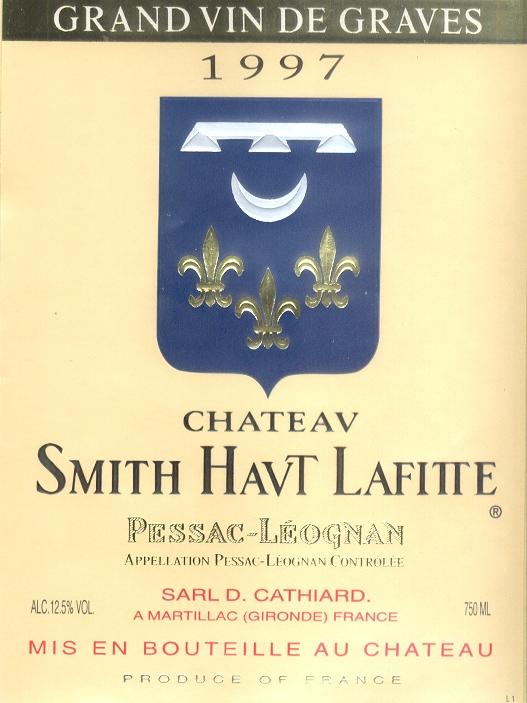 GRAND VIN DE GRAVES
1997
CHATEAV
SMITH HAVT LAFITTE
®
PESSAC-LÉOGNAN
APPELLATION PESSAC-LÉOGNAN CONTROLÉE
SARL D. CATHIARD.
ALC.12.5% VOL.
A MARTILLAC (GIRONDE) FRANCE
750 ML
MIS EN BOUTEILLE AU CHATEAU
PRODUCE OF FRANCE
L1